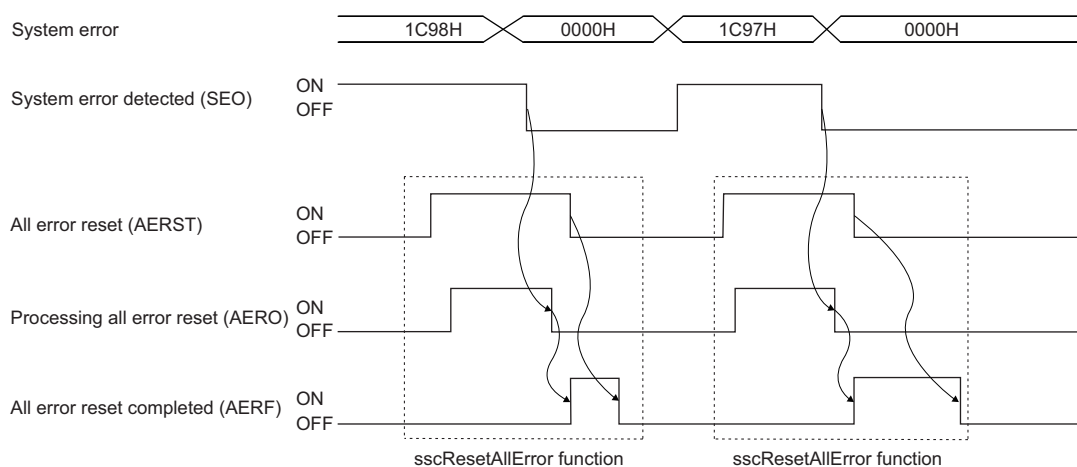 System error 1C98H 0000H 1C97H 0000H
System error detected (SEO) ON
OFF
All error reset (AERST) ON
OFF
Processing all error reset (AERO) ON
OFF
All error reset completed (AERF) ON
OFF
sscResetAllError function sscResetAllError function